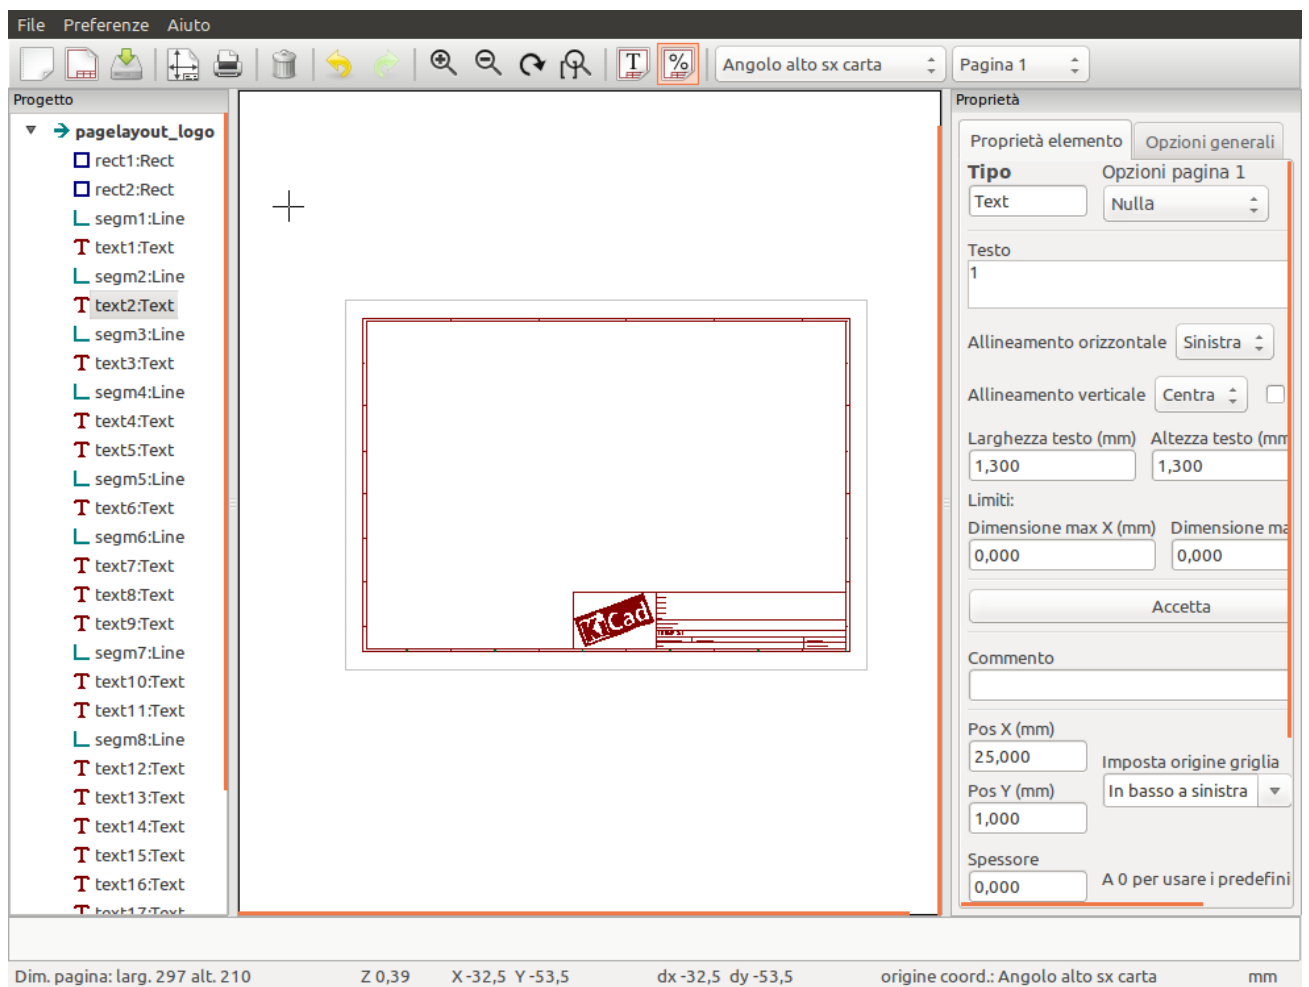 File Preferenze Aiuto
T % Angolo alto sx carta Pagina 1
Progetto
pagelayout_logo
rect1:Rect
rect2:Rect
segm1:Line
text1:Text
segm2:Line
text2:Text
segm3:Line
text3:Text
segm4:Line
text4:Text
text5:Text
segm5:Line
text6:Text
segm6:Line
text7:Text
text8:Text
text9:Text
segm7:Line
text10:Text
text11:Text
segm8:Line
text12:Text
text13:Text
text14:Text
text15:Text
text16:Text
text17:Text
KiCad
Proprietà
Proprietà elemento Opzioni generali
Tipo Opzioni pagina 1
Text Nulla
Testo
1
Allineamento orizzontale Sinistra
Allineamento verticale Centra
Larghezza testo (mm) Altezza testo (mm
1,300 1,300
Limiti:
Dimensione max X (mm) Dimensione ma
0,000 0,000
Accetta
Commento
Pos X (mm)
25,000 Imposta origine griglia
Pos Y (mm) In basso a sinistra
1,000
Spessore
0,000 A 0 per usare i predefini
Dim. pagina: larg. 297 alt. 210 Z 0,39 X -32,5 Y -53,5 dx -32,5 dy -53,5 origine coord.: Angolo alto sx carta mm